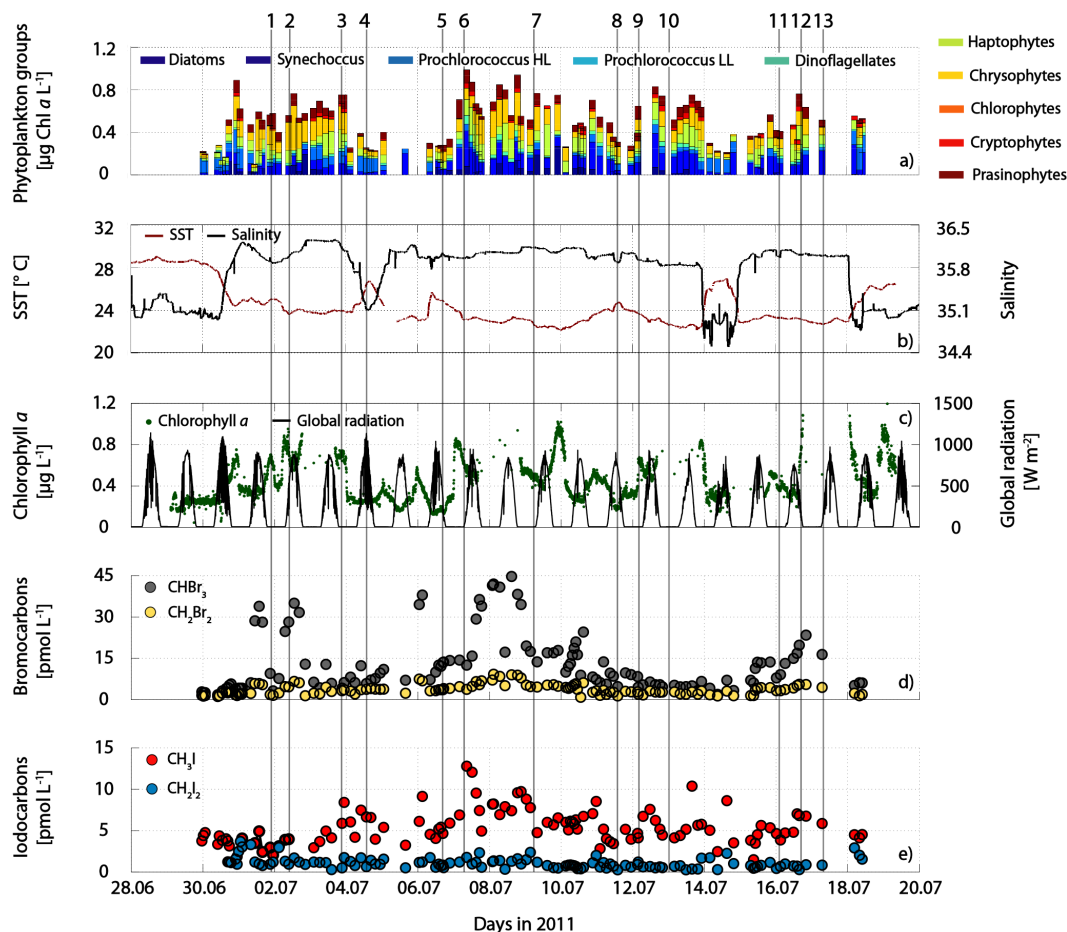 1 2 3 4 5 6 7 8 9 10 11 12 13
Phytoplankton groups
[µg Chl a L⁻¹]
1.2
0.8
0.4
0
Diatoms Synechoccus Prochlorococcus HL Prochlorococcus LL Dinoflagellates
a)
Haptophytes
Chrysophytes
Chlorophytes
Cryptophytes
Prasinophytes
SST [° C]
32
28
24
20
SST Salinity
b)
36.5
35.8
35.1
34.4
Salinity
Chlorophyll a
[µg L⁻¹]
1.2
0.8
0.4
0
Chlorophyll a Global radiation
c)
1500
1000
500
0
Global radiation
[W m⁻²]
Bromocarbons
[pmol L⁻¹]
45
30
15
0
CHBr₃
CH₂Br₂
d)
Iodocarbons
[pmol L⁻¹]
15
10
5
0
CH₃I
CH₂I₂
e)
28.06 30.06 02.07 04.07 06.07 08.07 10.07 12.07 14.07 16.07 18.07 20.07
Days in 2011